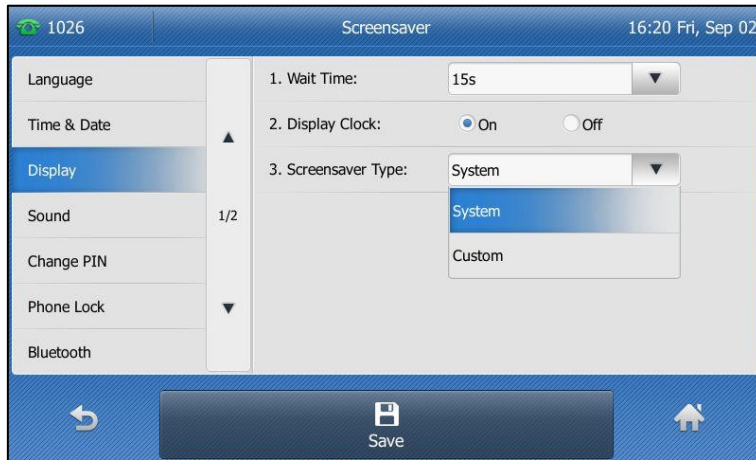 1026 Screensaver 16:20 Fri, Sep 02
Language
Time & Date
Display
Sound
Change PIN
Phone Lock
Bluetooth
1/2
1. Wait Time: 15s
2. Display Clock: On Off
3. Screensaver Type: System
System
Custom
Save